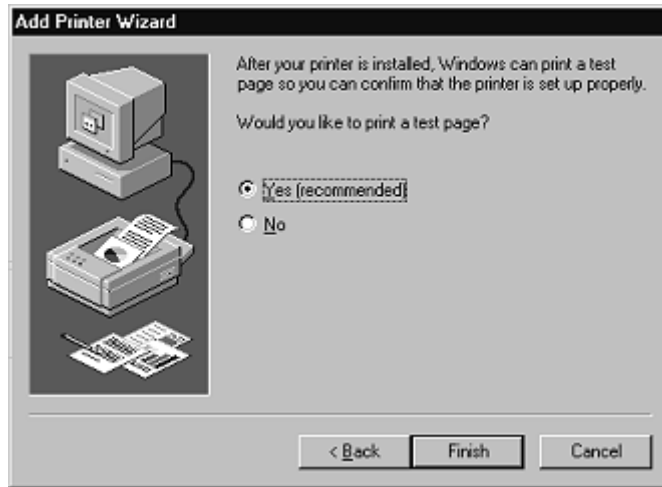 Add Printer Wizard
After your printer is installed, Windows can print a test
page so you can confirm that the printer is set up properly.
Would you like to print a test page?
Yes (recommended)
No
< Back
Finish
Cancel